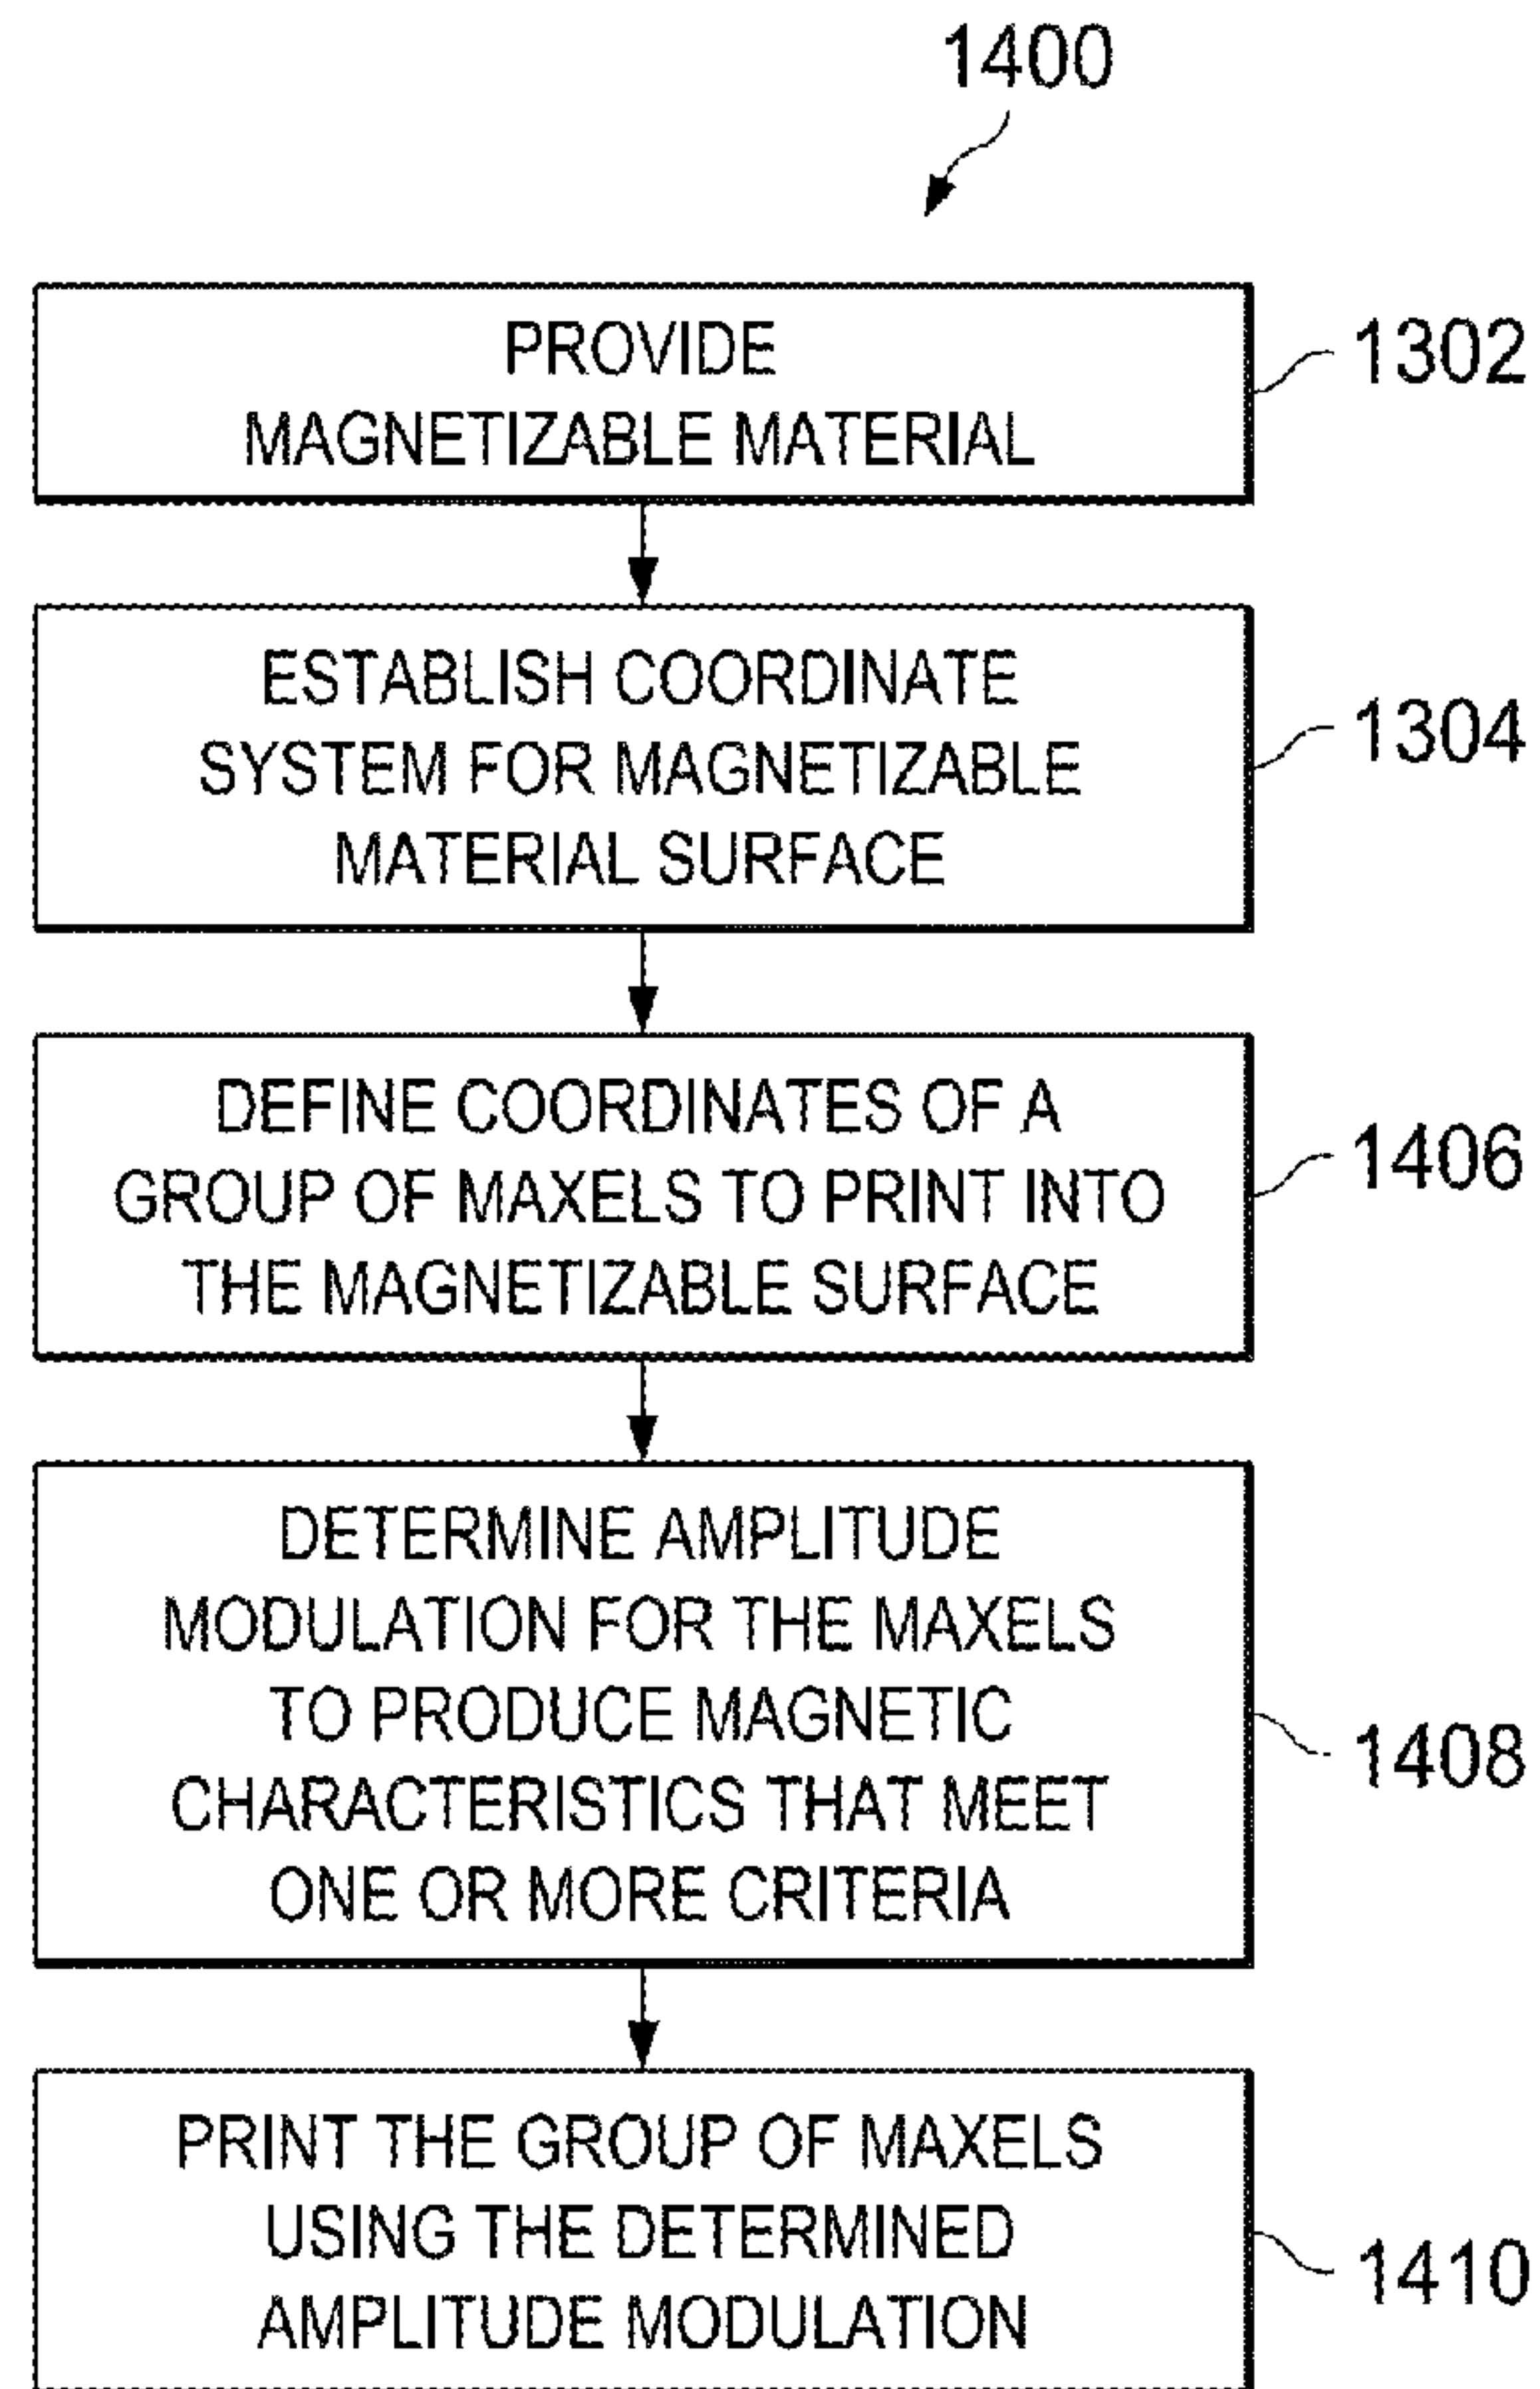 1400
PROVIDE
MAGNETIZABLE MATERIAL
1302
ESTABLISH COORDINATE
SYSTEM FOR MAGNETIZABLE
MATERIAL SURFACE
1304
DEFINE COORDINATES OF A
GROUP OF MAXELS TO PRINT INTO
THE MAGNETIZABLE SURFACE
1406
DETERMINE AMPLITUDE
MODULATION FOR THE MAXELS
TO PRODUCE MAGNETIC
CHARACTERISTICS THAT MEET
ONE OR MORE CRITERIA
1408
PRINT THE GROUP OF MAXELS
USING THE DETERMINED
AMPLITUDE MODULATION
1410